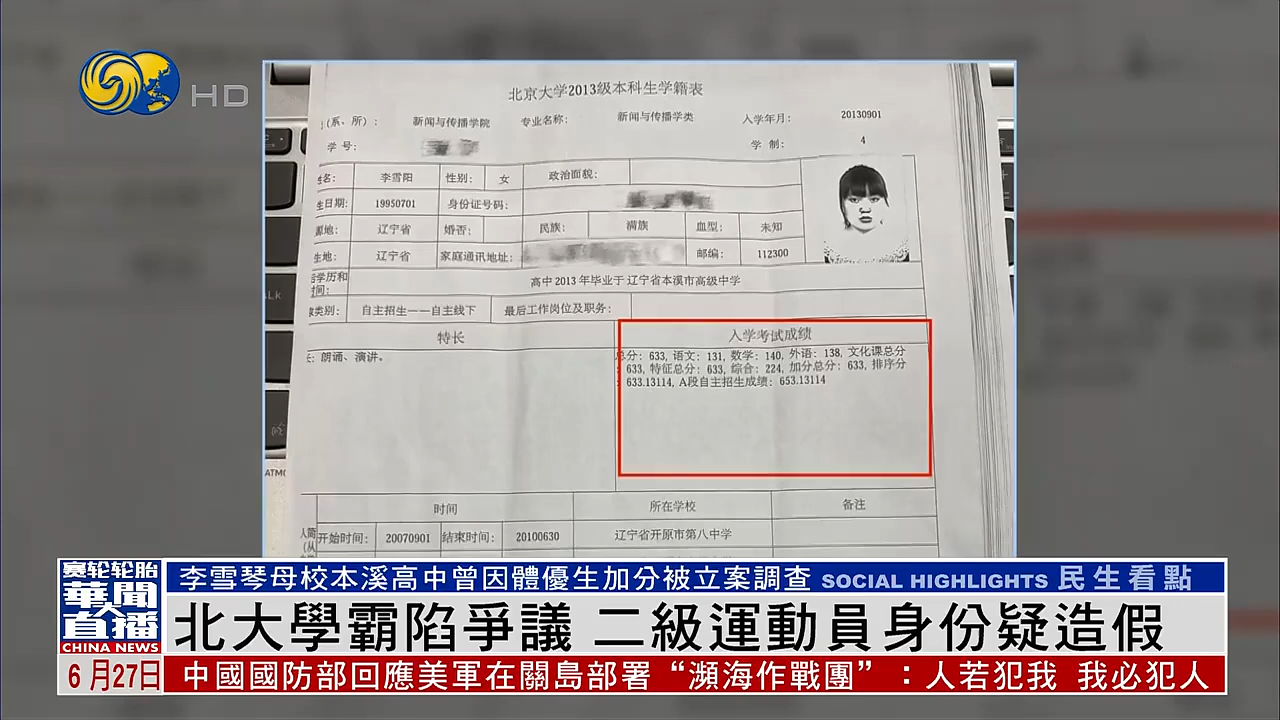 HD
北京大学2013级本科生学籍表
(系、所): 新闻与传播学院 专业名称: 新闻与传播学类 入学年月: 20130901
学号: 学制: 4
姓名: 李雪阳 性别: 女 政治面貌:
生日期: 19950701 身份证号码:
源地: 辽宁省 婚否: 民族: 满族 血型: 未知
生地: 辽宁省 家庭通讯地址: 邮编: 112300
学历和
时间: 高中2013年毕业于辽宁省本溪市高级中学
类别: 自主招生——自主线下 最后工作岗位及职务:
特长 入学考试成绩
长: 朗诵、演讲。
总分: 633, 语文: 131, 数学: 140, 外语: 138, 文化课总分
: 633, 特征总分: 633, 综合: 224, 加分总分: 633, 排序分
: 633.13114, A段自主招生成绩: 653.13114
时间 所在学校 备注
开始时间: 20070901 结束时间: 20100630 辽宁省开原市第八中学
李雪琴母校本溪高中曾因體優生加分被立案調查 SOCIAL HIGHLIGHTS 民生看點
賽轮轮胎
華聞大直播
CHINA NEWS
北大學霸陷爭議 二級運動員身份疑造假
6月27日 中國國防部回應美軍在關島部署“瀕海作戰團”:人若犯我 我必犯人